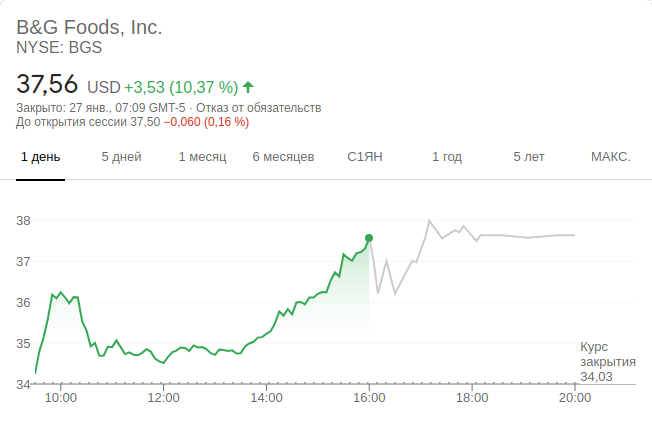 B&G Foods, Inc.
NYSE: BGS
37,56 USD +3,53 (10,37 %)
Закрыто: 27 янв., 07:09 GMT-5 · Отказ от обязательств
До открытия сессии 37,50 −0,060 (0,16 %)
1 день 5 дней 1 месяц 6 месяцев С1ЯН 1 год 5 лет МАКС.
38
37
36
35
34
Курс
закрытия
34,03
10:00 12:00 14:00 16:00 18:00 20:00